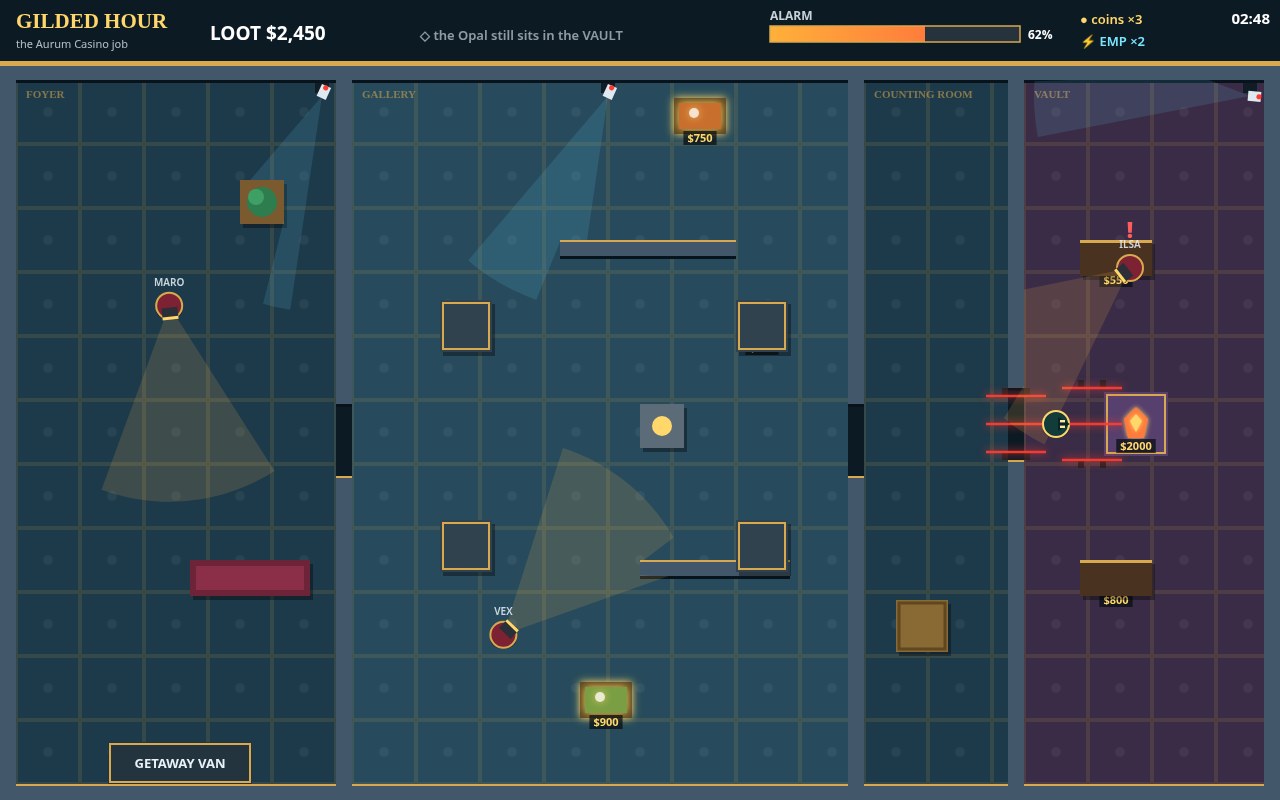 GILDED HOUR
the Aurum Casino job
LOOT $2,450
◇ the Opal still sits in the VAULT
ALARM
62%
● coins ×3
⚡ EMP ×2
02:48
FOYER
GALLERY
COUNTING ROOM
VAULT
$750
!
ILSA
MARO
$2000
VEX
$800
$900
GETAWAY VAN